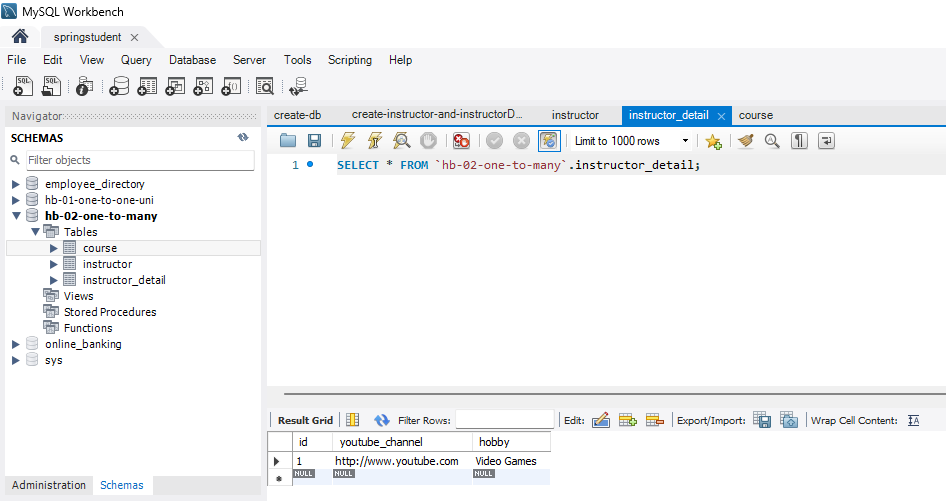 MySQL Workbench
springstudent
File Edit View Query Database Server Tools Scripting Help
Navigator
SCHEMAS
Filter objects
employee_directory
hb-01-one-to-one-uni
hb-02-one-to-many
Tables
course
instructor
instructor_detail
Views
Stored Procedures
Functions
online_banking
sys
Administration Schemas
create-db create-instructor-and-instructorD... instructor instructor_detail course
Limit to 1000 rows
1 SELECT * FROM `hb-02-one-to-many`.instructor_detail;
Result Grid Filter Rows: Edit: Export/Import: Wrap Cell Content:
id youtube_channel hobby
1 http://www.youtube.com Video Games
NULL NULL NULL